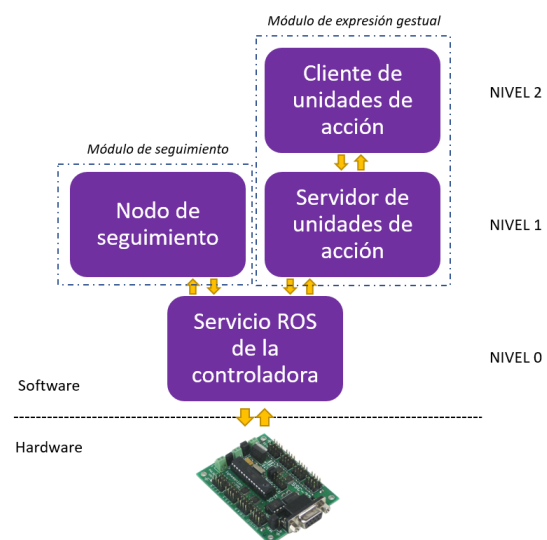 Módulo de expresión gestual
Cliente de
unidades de
acción
NIVEL 2
Módulo de seguimiento
Nodo de
seguimiento
Servidor de
unidades de
acción
NIVEL 1
Servicio ROS
de la
controladora
NIVEL 0
Software
Hardware